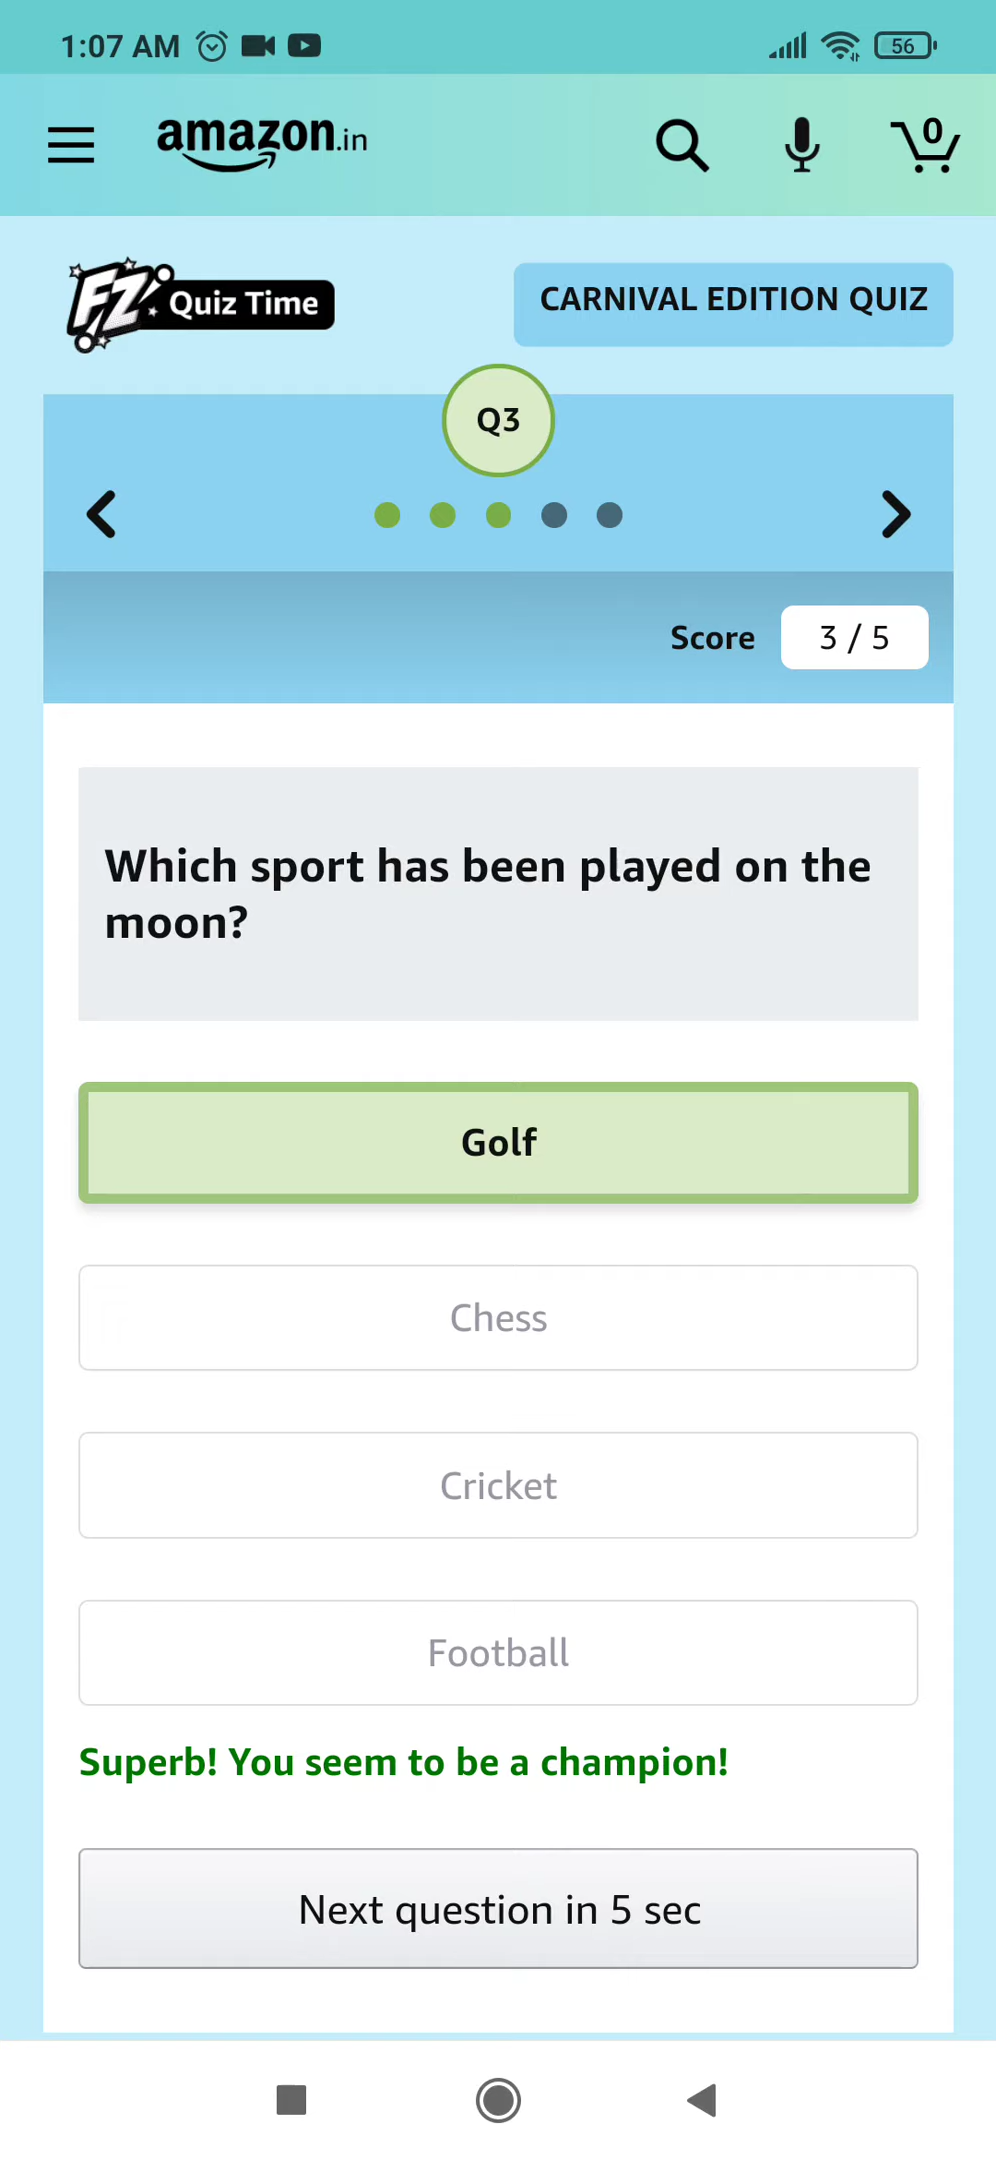 1:07 AM
56
amazon.in
0
FZ Quiz Time
CARNIVAL EDITION QUIZ
Q3
Score 3 / 5
Which sport has been played on the
moon?
Golf
Chess
Cricket
Football
Superb! You seem to be a champion!
Next question in 5 sec